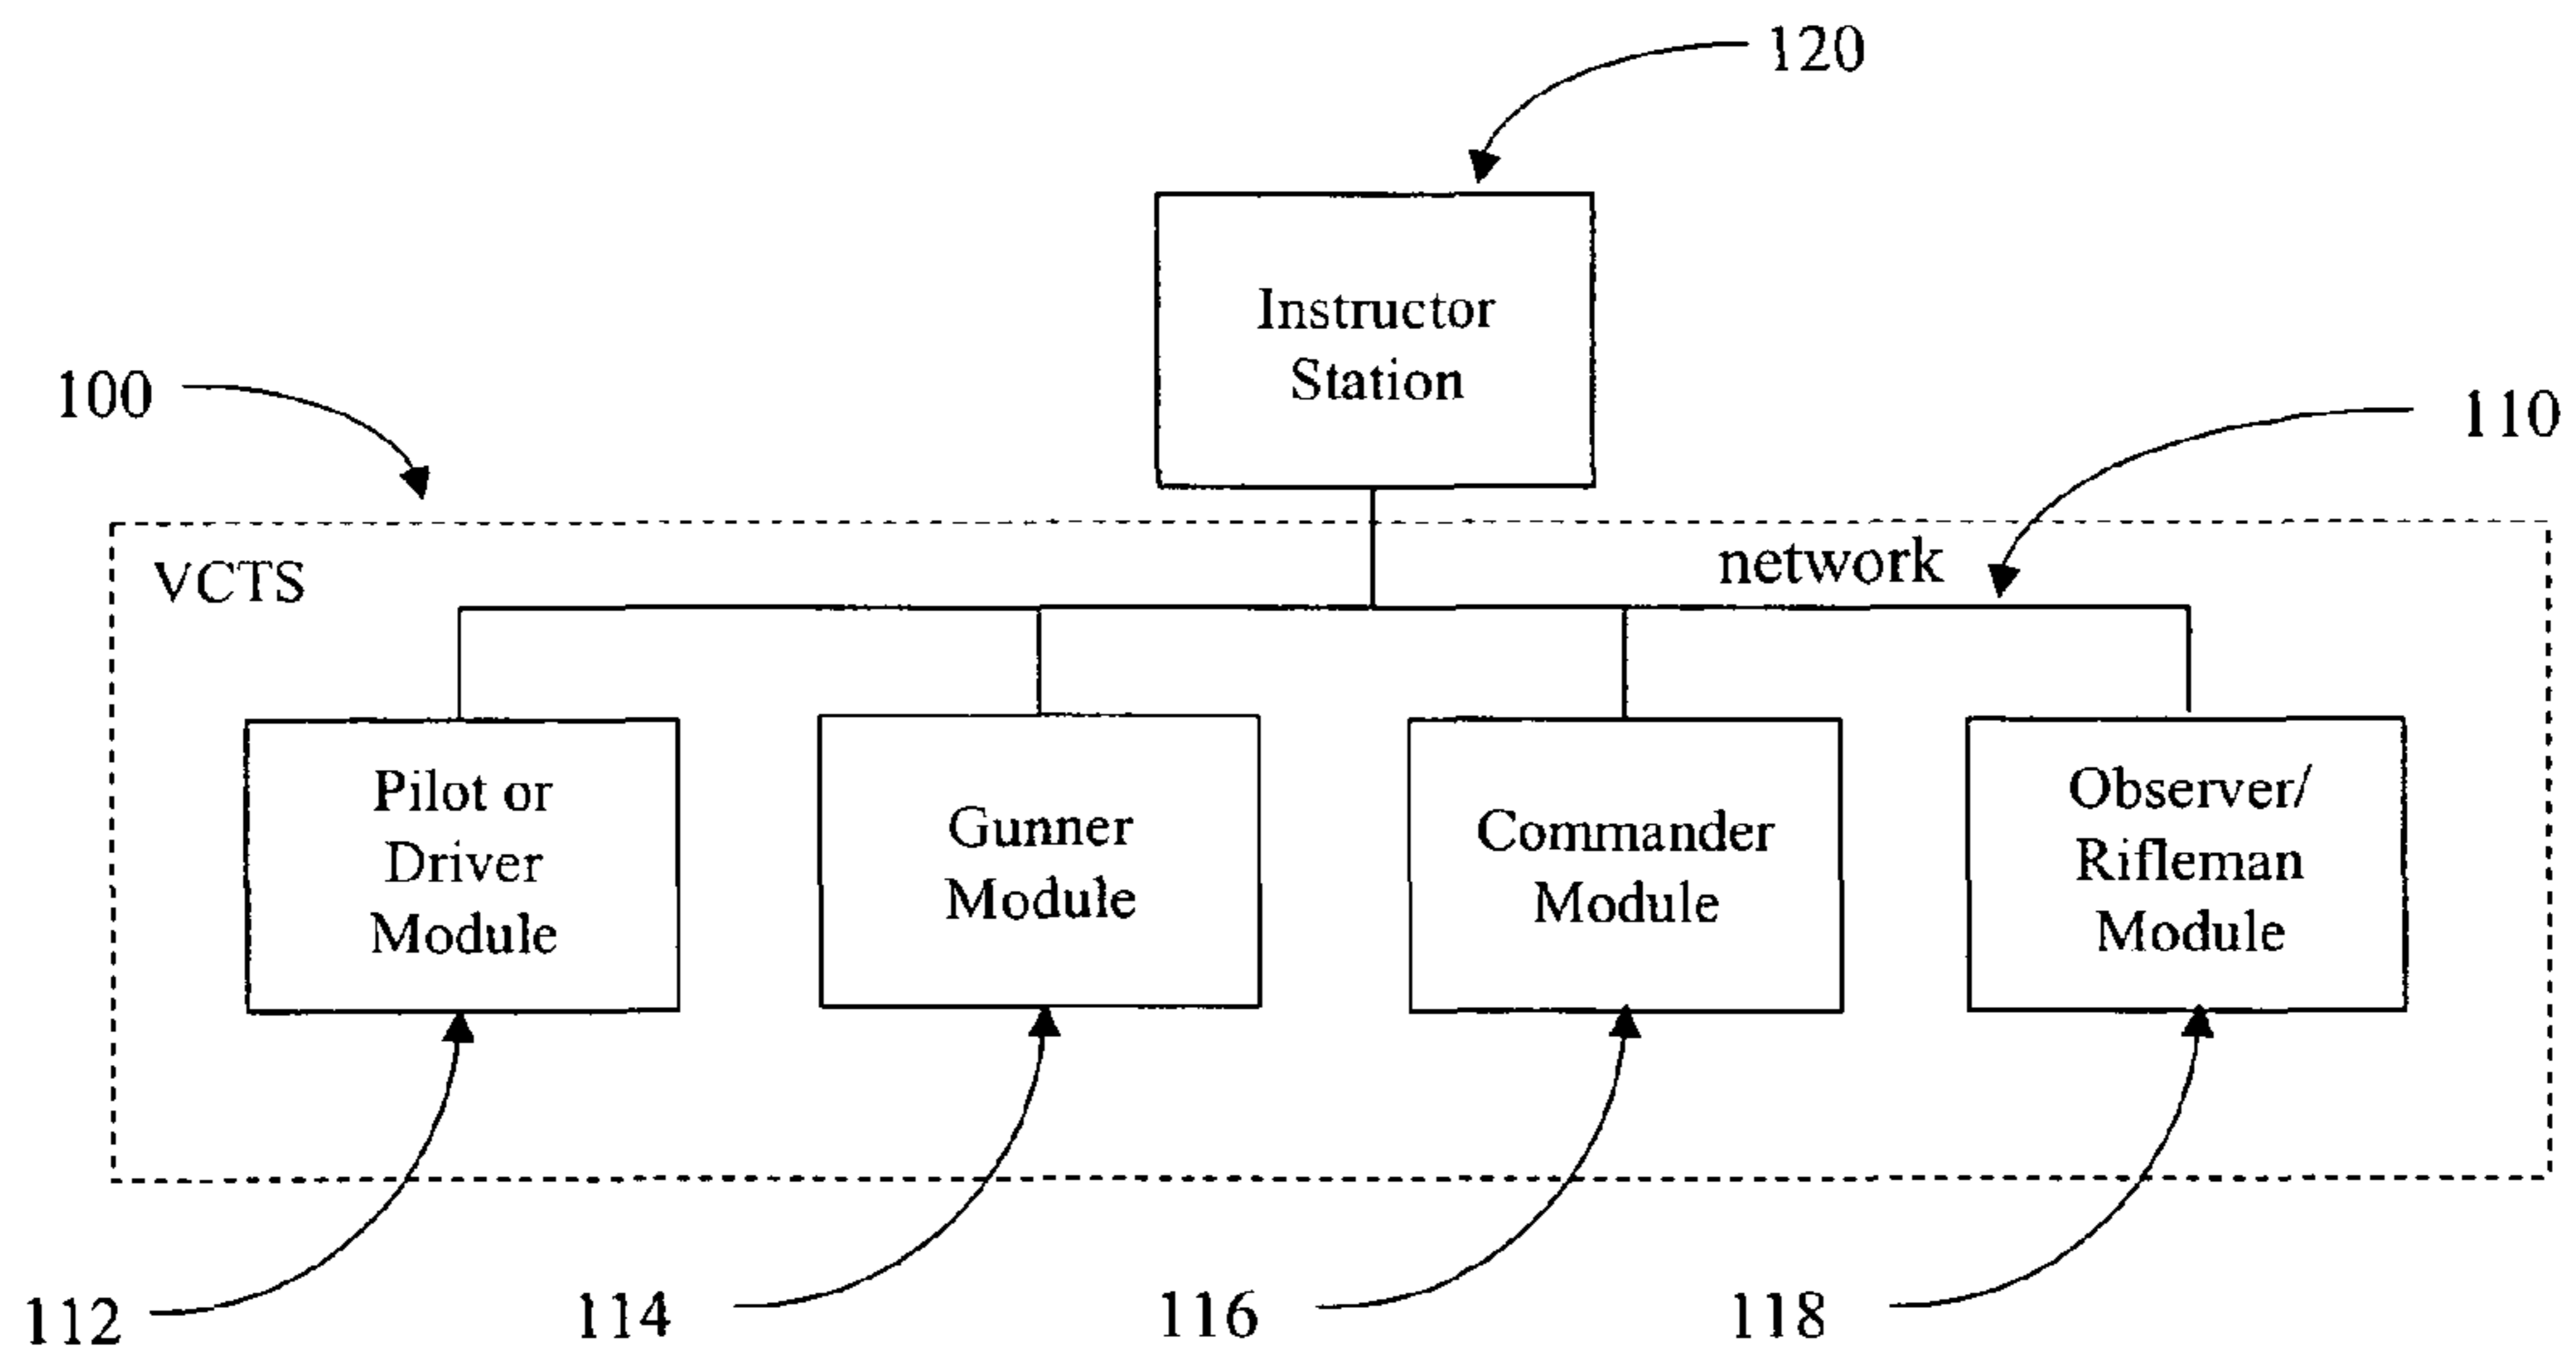 120
Instructor
Station
100
110
VCTS
network
Pilot or
Driver
Module
Gunner
Module
Commander
Module
Observer/
Rifleman
Module
112
114
116
118